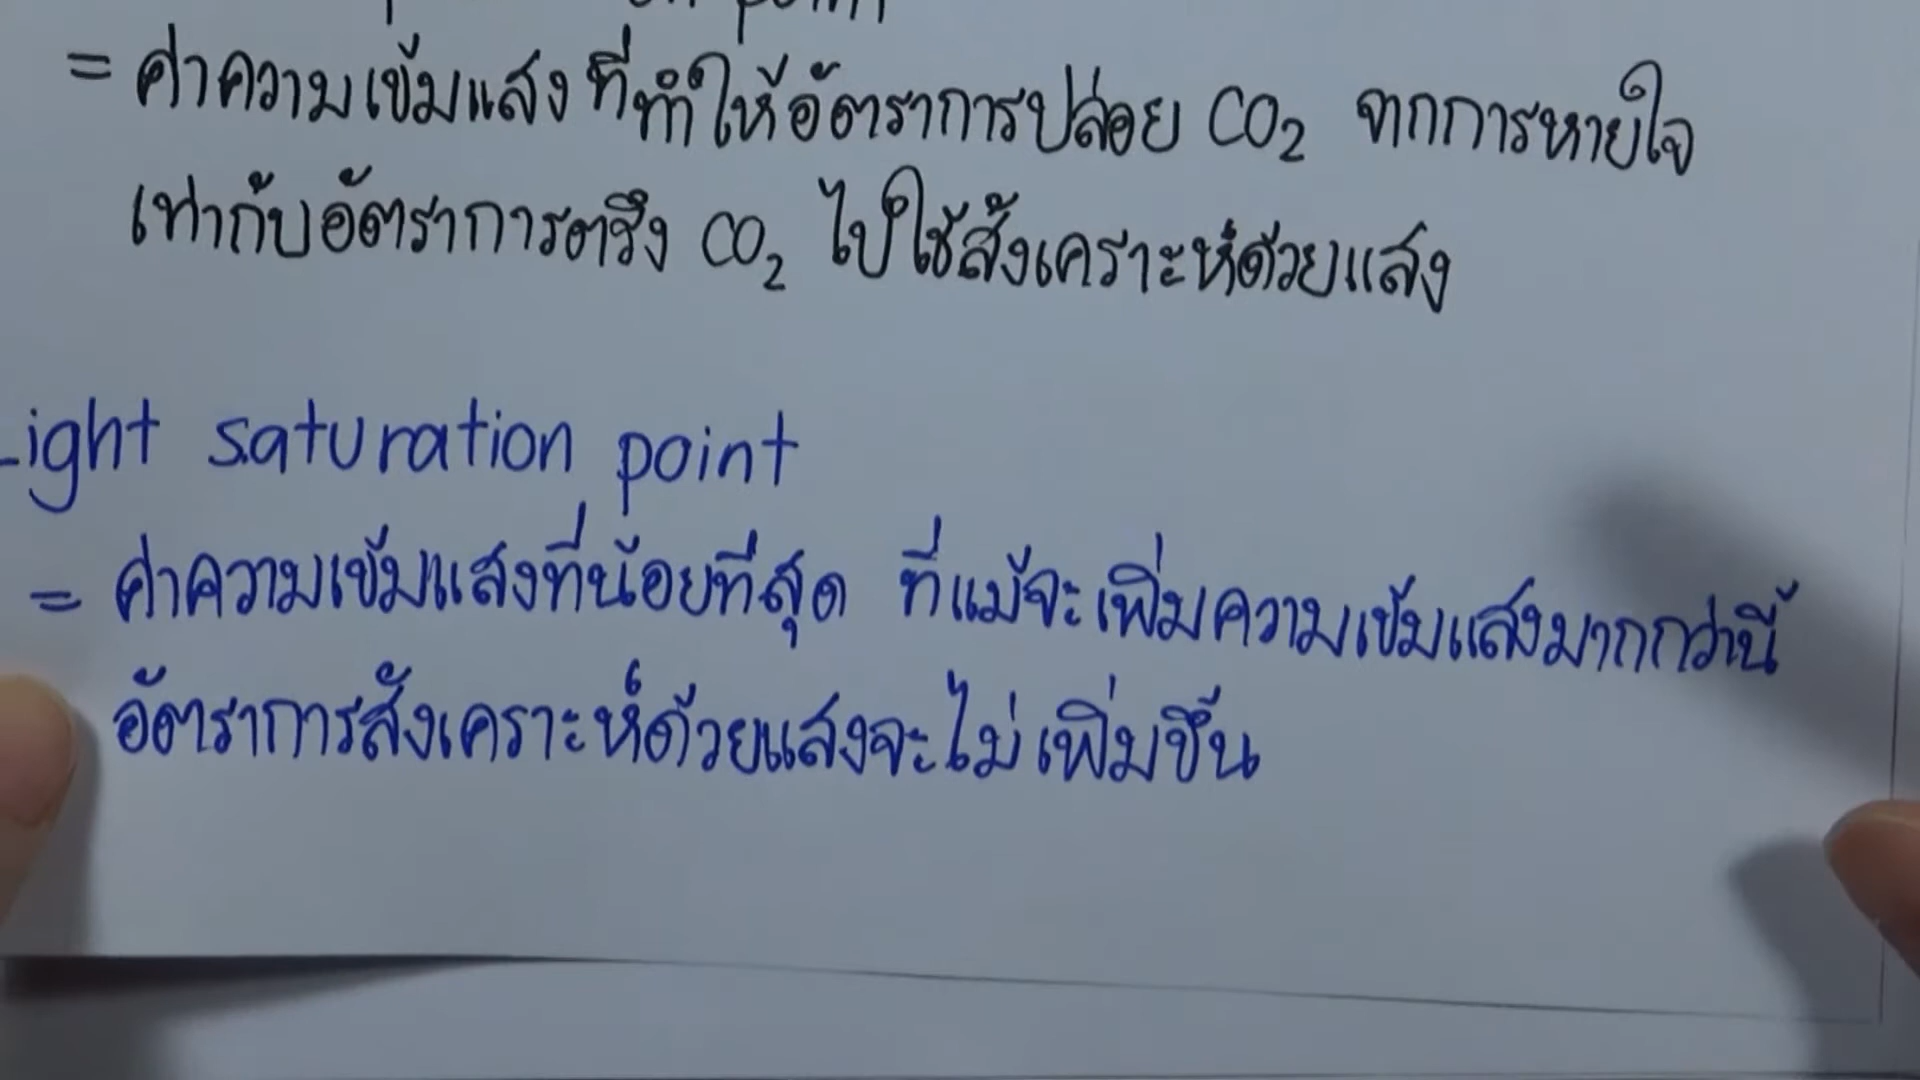 point
= ค่าความเข้มแสง ที่ทำให้อัตราการปล่อย CO₂ จากการหายใจ
เท่ากับอัตราการตรึง CO₂ ไปใช้สังเคราะห์ด้วยแสง
Light saturation point
= ค่าความเข้มแสงที่น้อยที่สุด ที่แม้จะเพิ่มความเข้มแสงมากกว่านี้
อัตราการสังเคราะห์ด้วยแสงจะไม่เพิ่มขึ้น